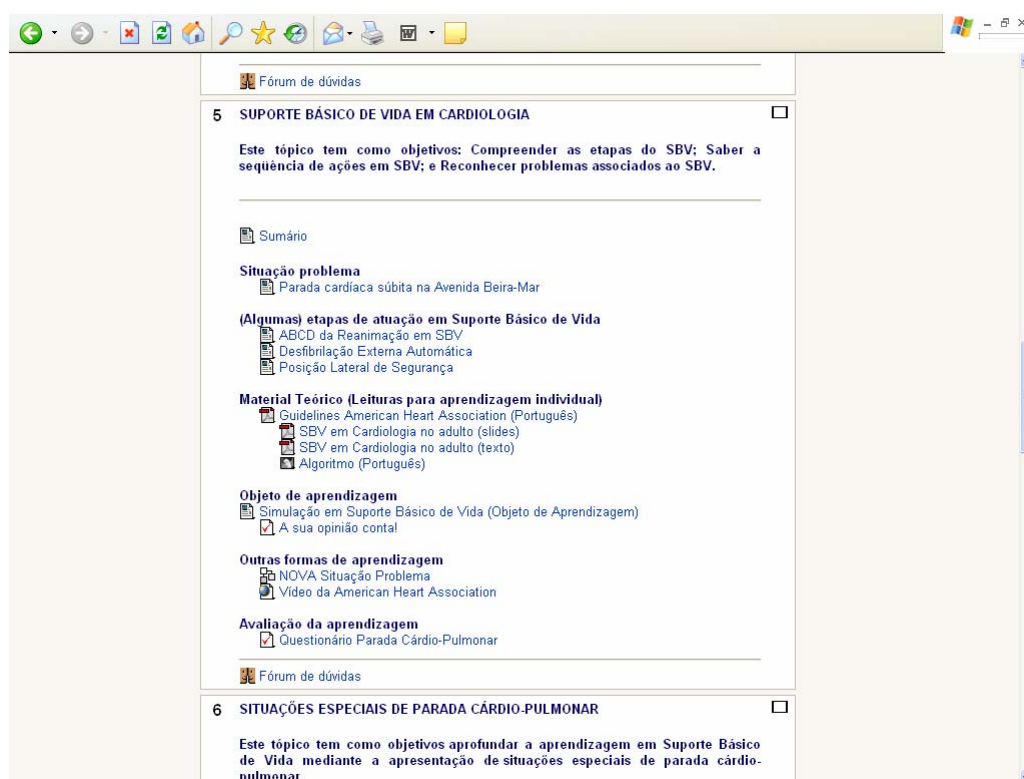 Fórum de dúvidas
5 SUPORTE BÁSICO DE VIDA EM CARDIOLOGIA
Este tópico tem como objetivos: Compreender as etapas do SBV; Saber a
seqüência de ações em SBV; e Reconhecer problemas associados ao SBV.
Sumário
Situação problema
Parada cardíaca súbita na Avenida Beira-Mar
(Algumas) etapas de atuação em Suporte Básico de Vida
ABCD da Reanimação em SBV
Desfibrilação Externa Automática
Posição Lateral de Segurança
Material Teórico (Leituras para aprendizagem individual)
Guidelines American Heart Association (Português)
SBV em Cardiologia no adulto (slides)
SBV em Cardiologia no adulto (texto)
Algoritmo (Português)
Objeto de aprendizagem
Simulação em Suporte Básico de Vida (Objeto de Aprendizagem)
A sua opinião conta!
Outras formas de aprendizagem
NOVA Situação Problema
Vídeo da American Heart Association
Avaliação da aprendizagem
Questionário Parada Cárdio-Pulmonar
Fórum de dúvidas
6 SITUAÇÕES ESPECIAIS DE PARADA CÁRDIO-PULMONAR
Este tópico tem como objetivos aprofundar a aprendizagem em Suporte Básico
de Vida mediante a apresentação de situações especiais de parada cárdio-
pulmonar